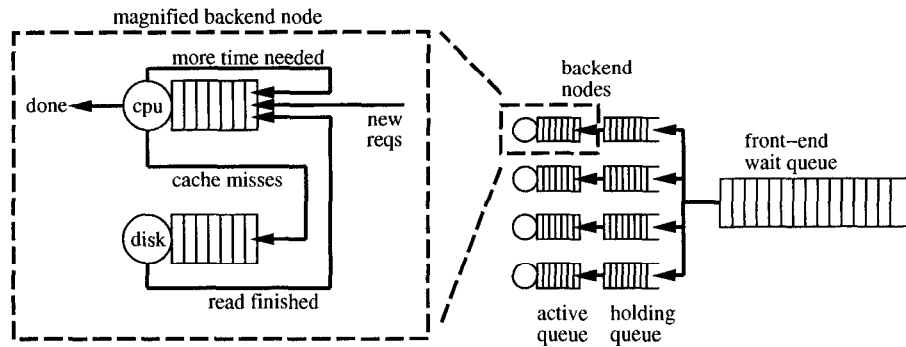 magnified backend node
more time needed
done
cpu
new
reqs
cache misses
disk
read finished
backend
nodes
front-end
wait queue
active
queue
holding
queue